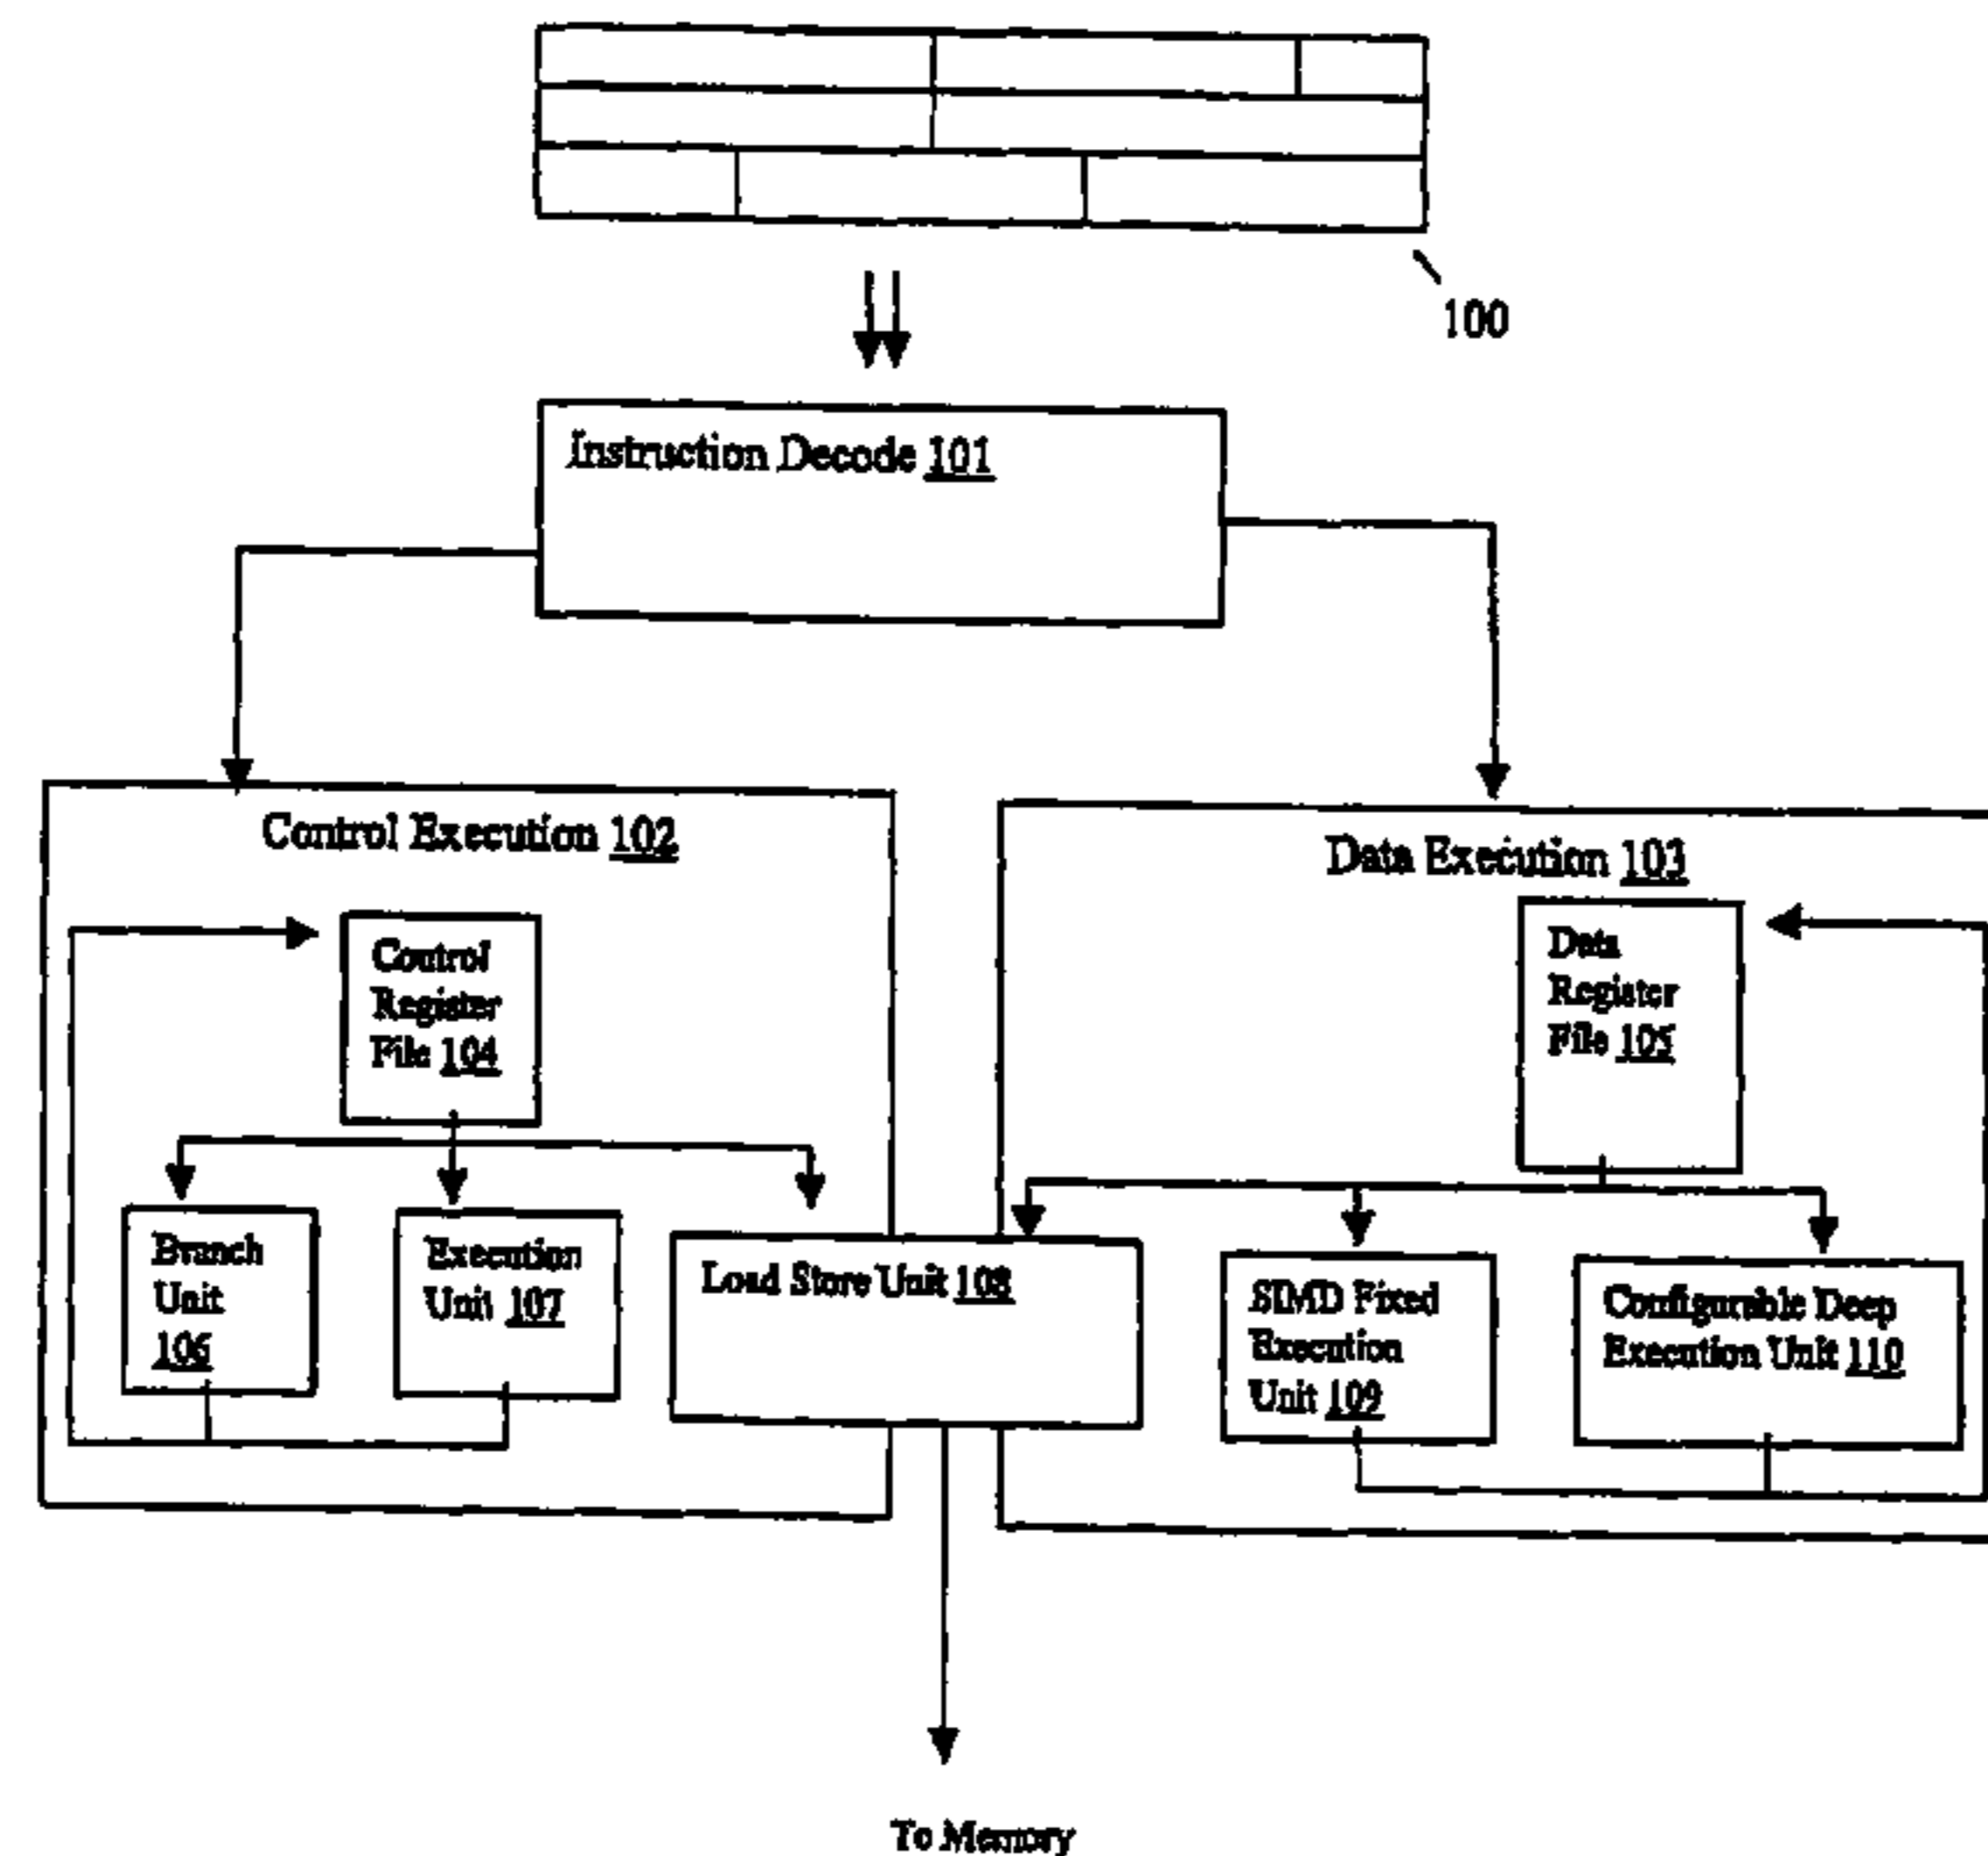 100
Instruction Decode 101
Control Execution 102
Data Execution 103
Control
Register
File 104
Data
Register
File 105
Branch
Unit
106
Execution
Unit 107
Load Store Unit 108
SIMD Fixed
Execution
Unit 109
Configurable Deep
Execution Unit 110
To Memory